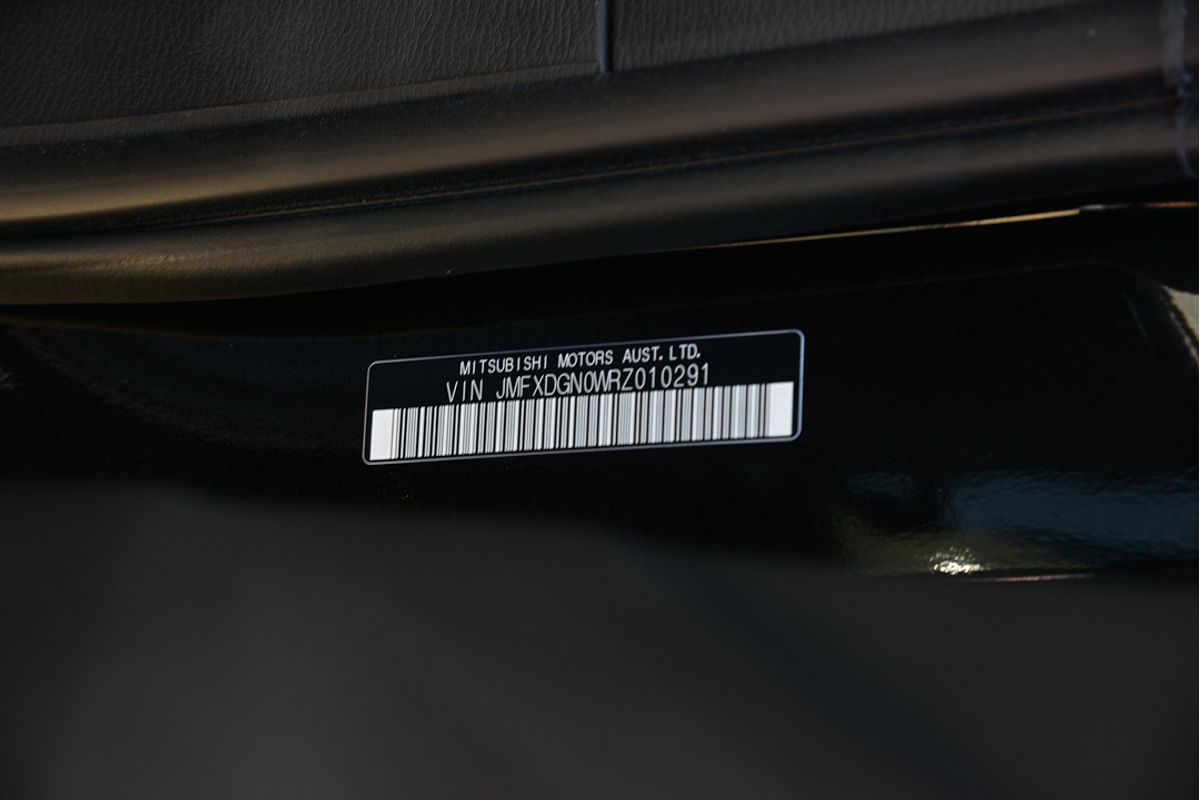 MITSUBISHI MOTORS AUST. LTD.
VIN JMFXDGN0WRZ010291